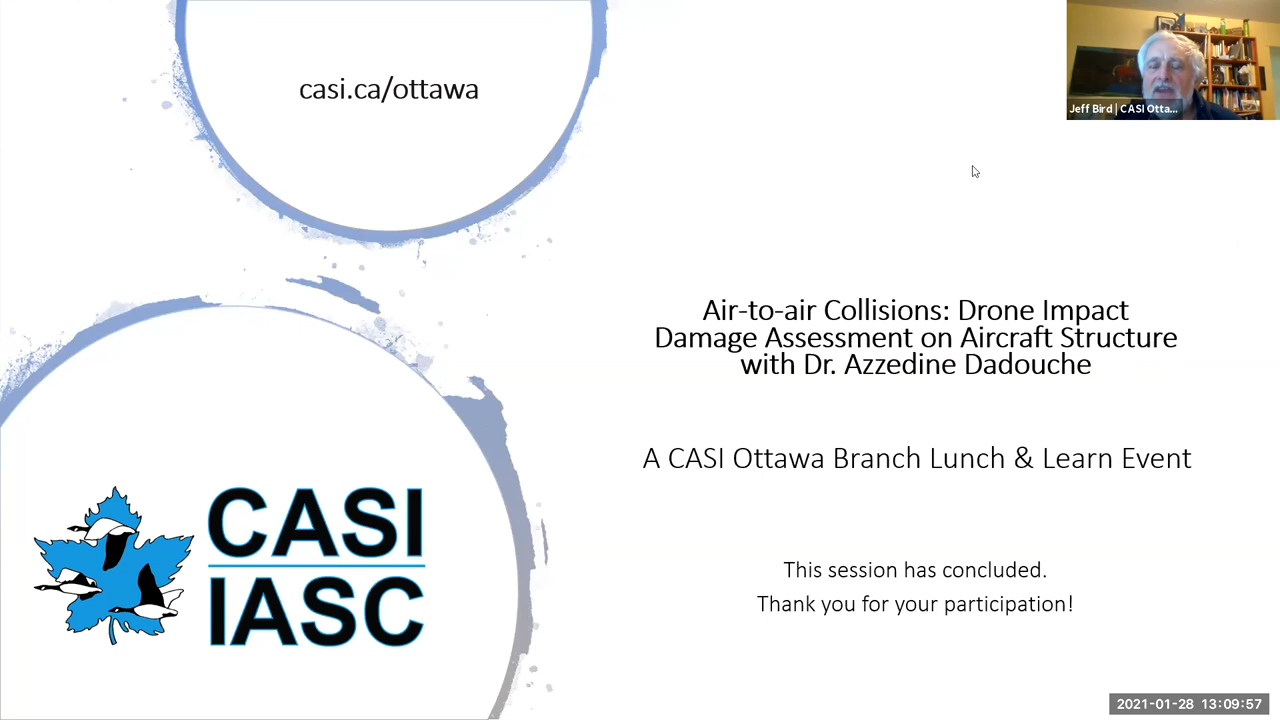 casi.ca/ottawa
Jeff Bird | CASI Otta...
Air-to-air Collisions: Drone Impact
Damage Assessment on Aircraft Structure
with Dr. Azzedine Dadouche
A CASI Ottawa Branch Lunch & Learn Event
CASI
IASC
This session has concluded.
Thank you for your participation!
2021-01-28 13:09:57